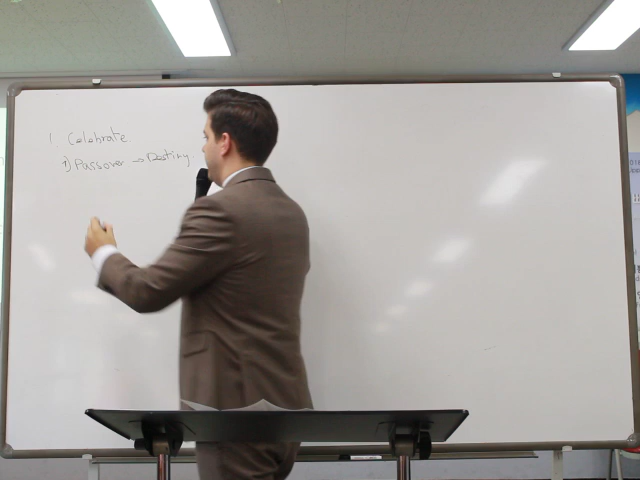 1. Celebrate
1) Passover → Destiny